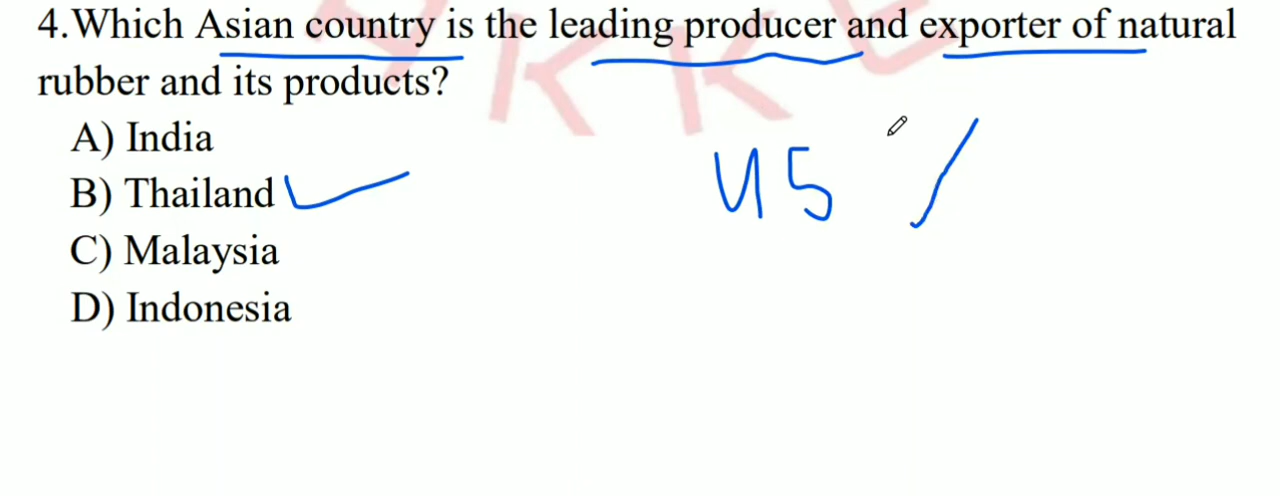 4.Which Asian country is the leading producer and exporter of natural
rubber and its products?
A) India
B) Thailand
C) Malaysia
D) Indonesia
45 /